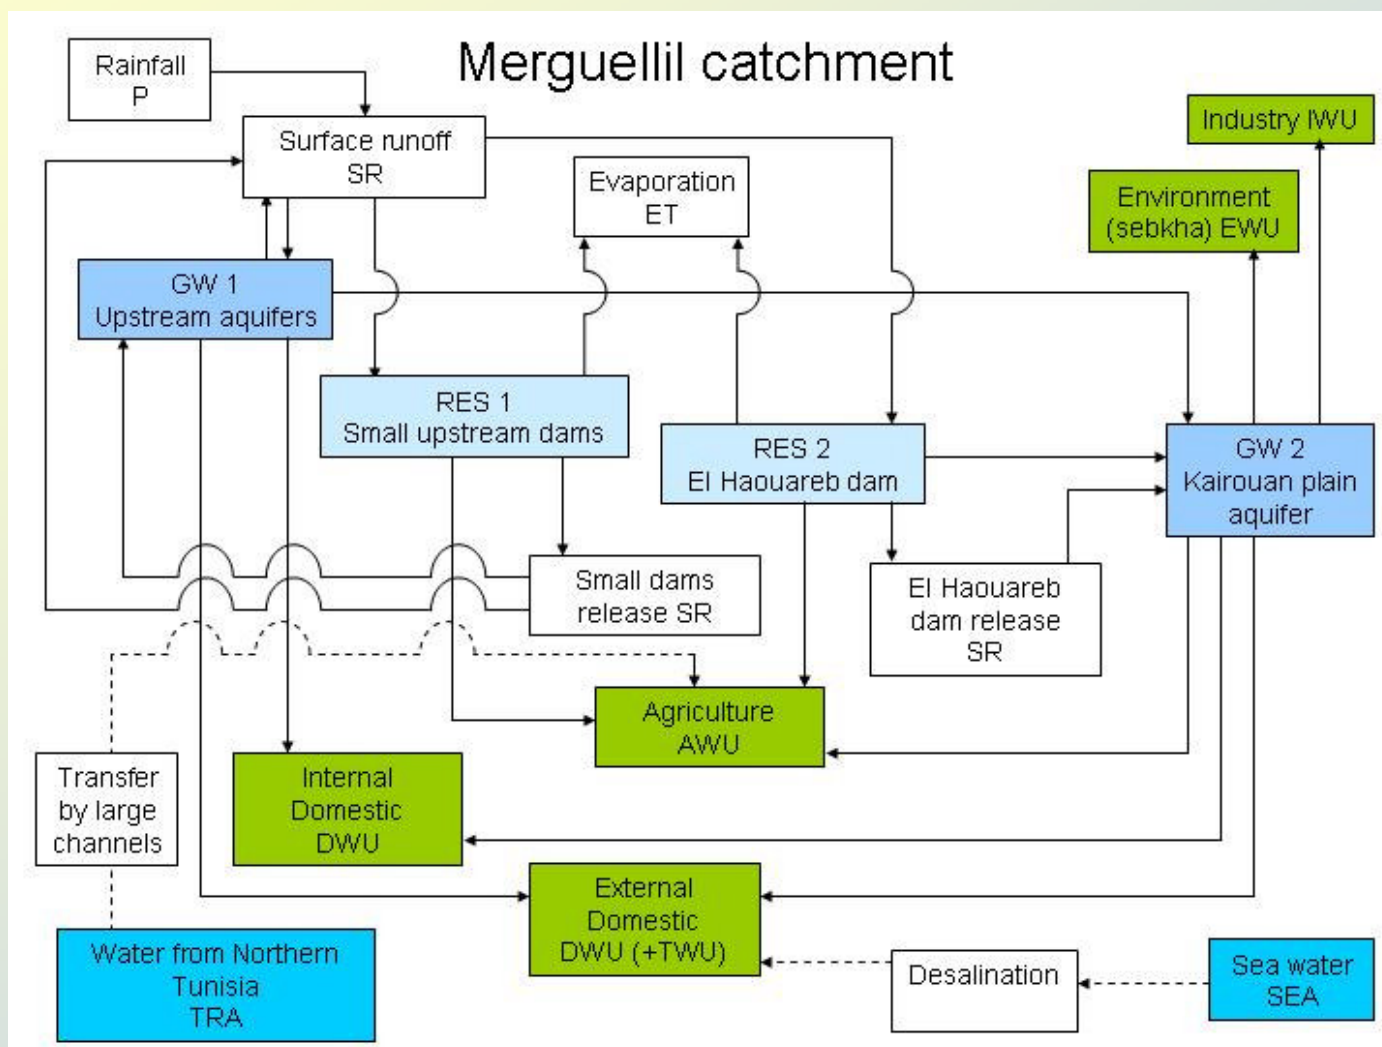 Merguellil catchment
Rainfall
P
Surface runoff
SR
Evaporation
ET
Industry IWU
Environment
(sebkha) EWU
GW 1
Upstream aquifers
RES 1
Small upstream dams
RES 2
El Haouareb dam
GW 2
Kairouan plain
aquifer
Small dams
release SR
El Haouareb
dam release
SR
Agriculture
AWU
Transfer
by large
channels
Internal
Domestic
DWU
External
Domestic
DWU (+TWU)
Water from Northern
Tunisia
TRA
Desalination
Sea water
SEA